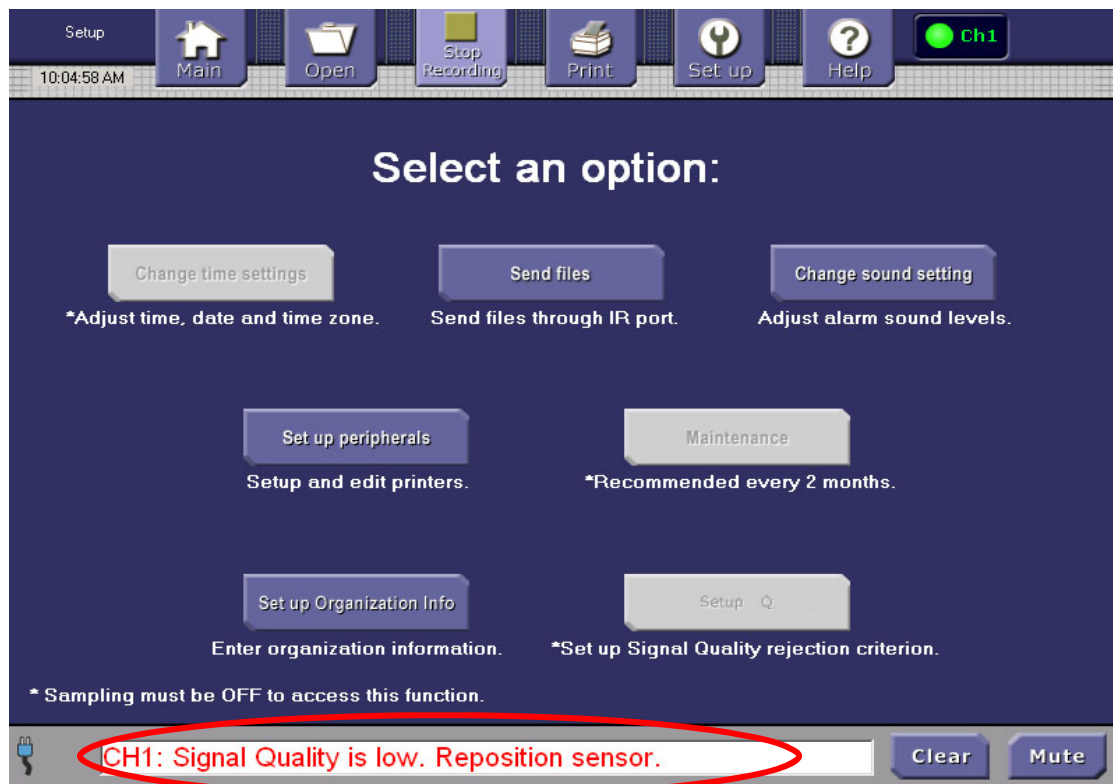 Setup
10:04:58 AM
Main
Open
Stop
Recording
Print
Set up
Help
Ch1
Select an option:
Change time settings
*Adjust time, date and time zone.
Send files
Send files through IR port.
Change sound setting
Adjust alarm sound levels.
Set up peripherals
Setup and edit printers.
Maintenance
*Recommended every 2 months.
Set up Organization Info
Enter organization information.
Setup Q
*Set up Signal Quality rejection criterion.
* Sampling must be OFF to access this function.
CH1: Signal Quality is low. Reposition sensor.
Clear
Mute